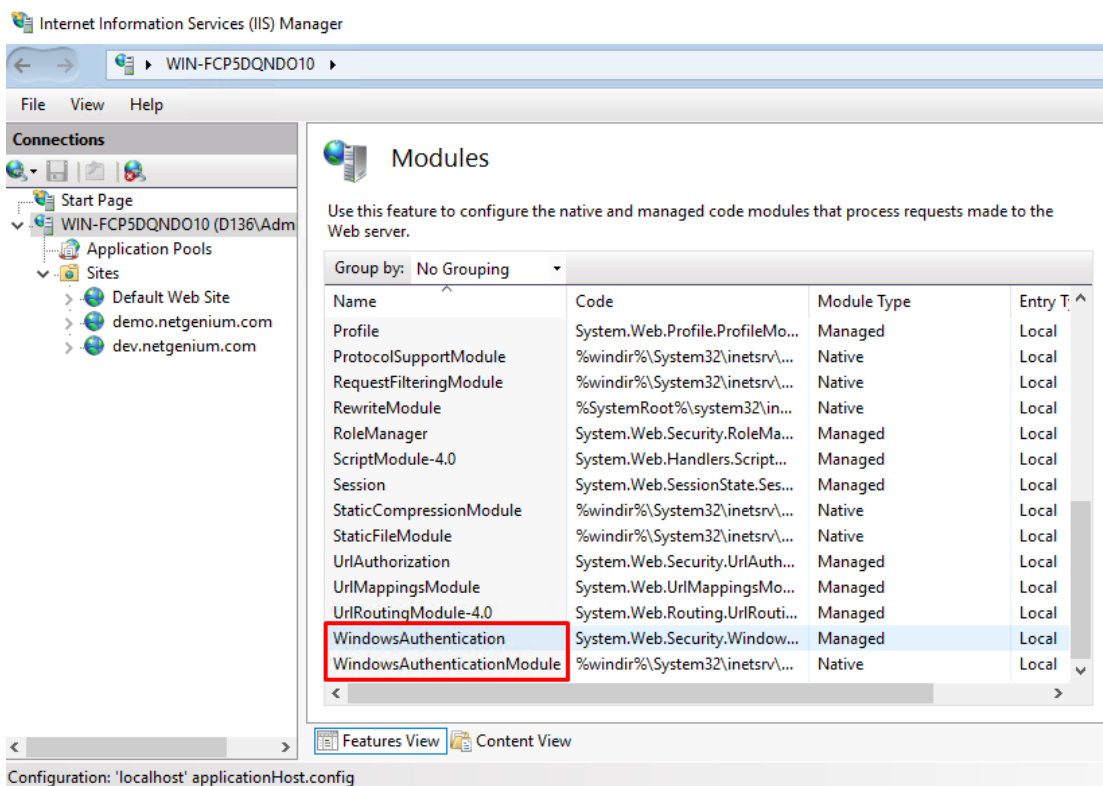 Internet Information Services (IIS) Manager
WIN-FCP5DQNDO10
File View Help
Connections
Start Page
WIN-FCP5DQNDO10 (D136\Adm
Application Pools
Sites
Default Web Site
demo.netgenium.com
dev.netgenium.com
Modules
Use this feature to configure the native and managed code modules that process requests made to the
Web server.
Group by: No Grouping
Name Code Module Type Entry Ty
Profile System.Web.Profile.ProfileMo... Managed Local
ProtocolSupportModule %windir%\System32\inetsrv\... Native Local
RequestFilteringModule %windir%\System32\inetsrv\... Native Local
RewriteModule %SystemRoot%\system32\in... Native Local
RoleManager System.Web.Security.RoleMa... Managed Local
ScriptModule-4.0 System.Web.Handlers.Script... Managed Local
Session System.Web.SessionState.Ses... Managed Local
StaticCompressionModule %windir%\System32\inetsrv\... Native Local
StaticFileModule %windir%\System32\inetsrv\... Native Local
UrlAuthorization System.Web.Security.UrlAuth... Managed Local
UrlMappingsModule System.Web.UrlMappingsMo... Managed Local
UrlRoutingModule-4.0 System.Web.Routing.UrlRouti... Managed Local
WindowsAuthentication System.Web.Security.Window... Managed Local
WindowsAuthenticationModule %windir%\System32\inetsrv\... Native Local
Features View Content View
Configuration: 'localhost' applicationHost.config